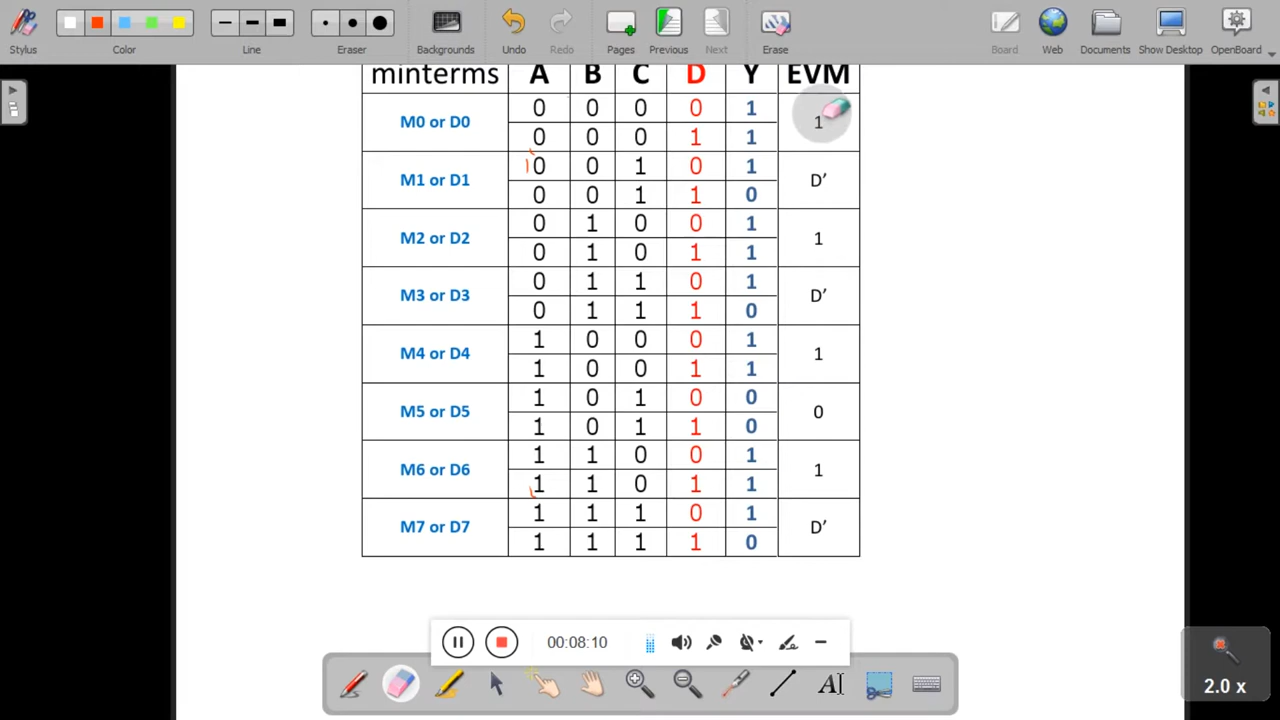 Stylus
Color
Line
Eraser
Backgrounds
Undo
Redo
Pages
Previous
Next
Erase
Board
Web
Documents
Show Desktop
OpenBoard
minterms A B C D Y EVM
M0 or D0 0 0 0 0 1 1
0 0 0 1 1
M1 or D1 0 0 1 0 1 D’
0 0 1 1 0
M2 or D2 0 1 0 0 1 1
0 1 0 1 1
M3 or D3 0 1 1 0 1 D’
0 1 1 1 0
M4 or D4 1 0 0 0 1 1
1 0 0 1 1
M5 or D5 1 0 1 0 0 0
1 0 1 1 0
M6 or D6 1 1 0 0 1 1
1 1 0 1 1
M7 or D7 1 1 1 0 1 D’
1 1 1 1 0
00:08:10
2.0 x